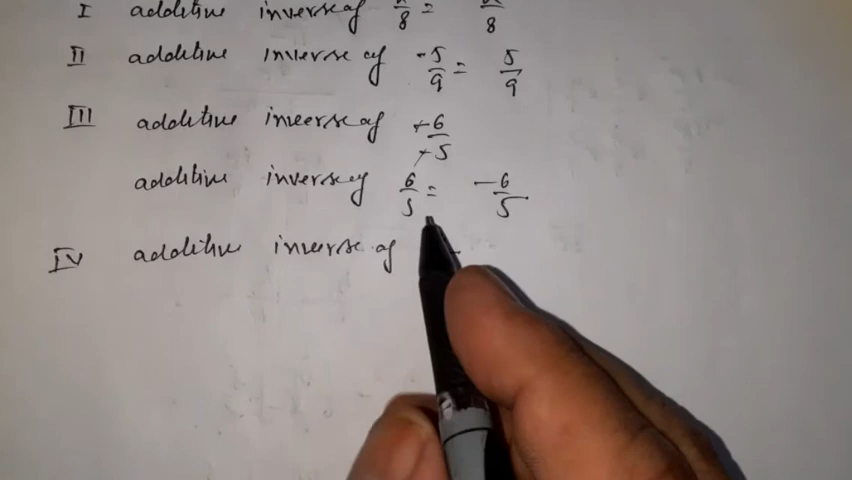 I additive inverse of /8 = /8
II additive inverse of -5/9 = 5/9
III additive inverse of -6/-5
additive inverse of 6/5 = -6/5
IV additive inverse of